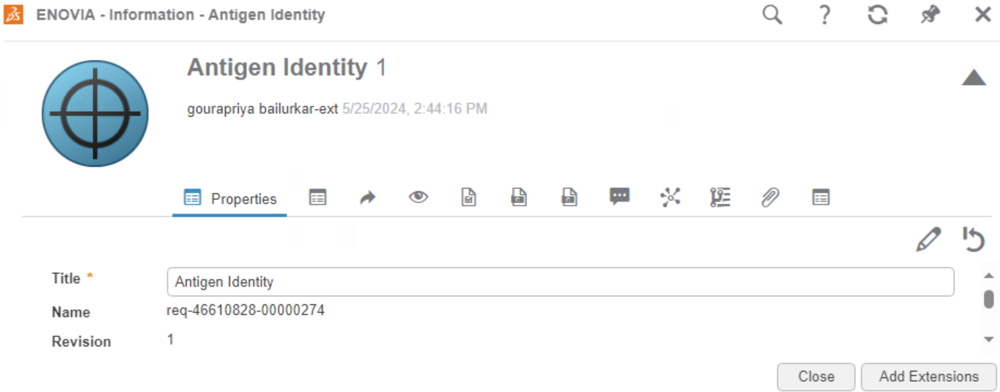 ENOVIA - Information - Antigen Identity
Antigen Identity 1
gourapriya bailurkar-ext 5/25/2024, 2:44:16 PM
Properties
Title *
Antigen Identity
Name
req-46610828-00000274
Revision
1
Close
Add Extensions